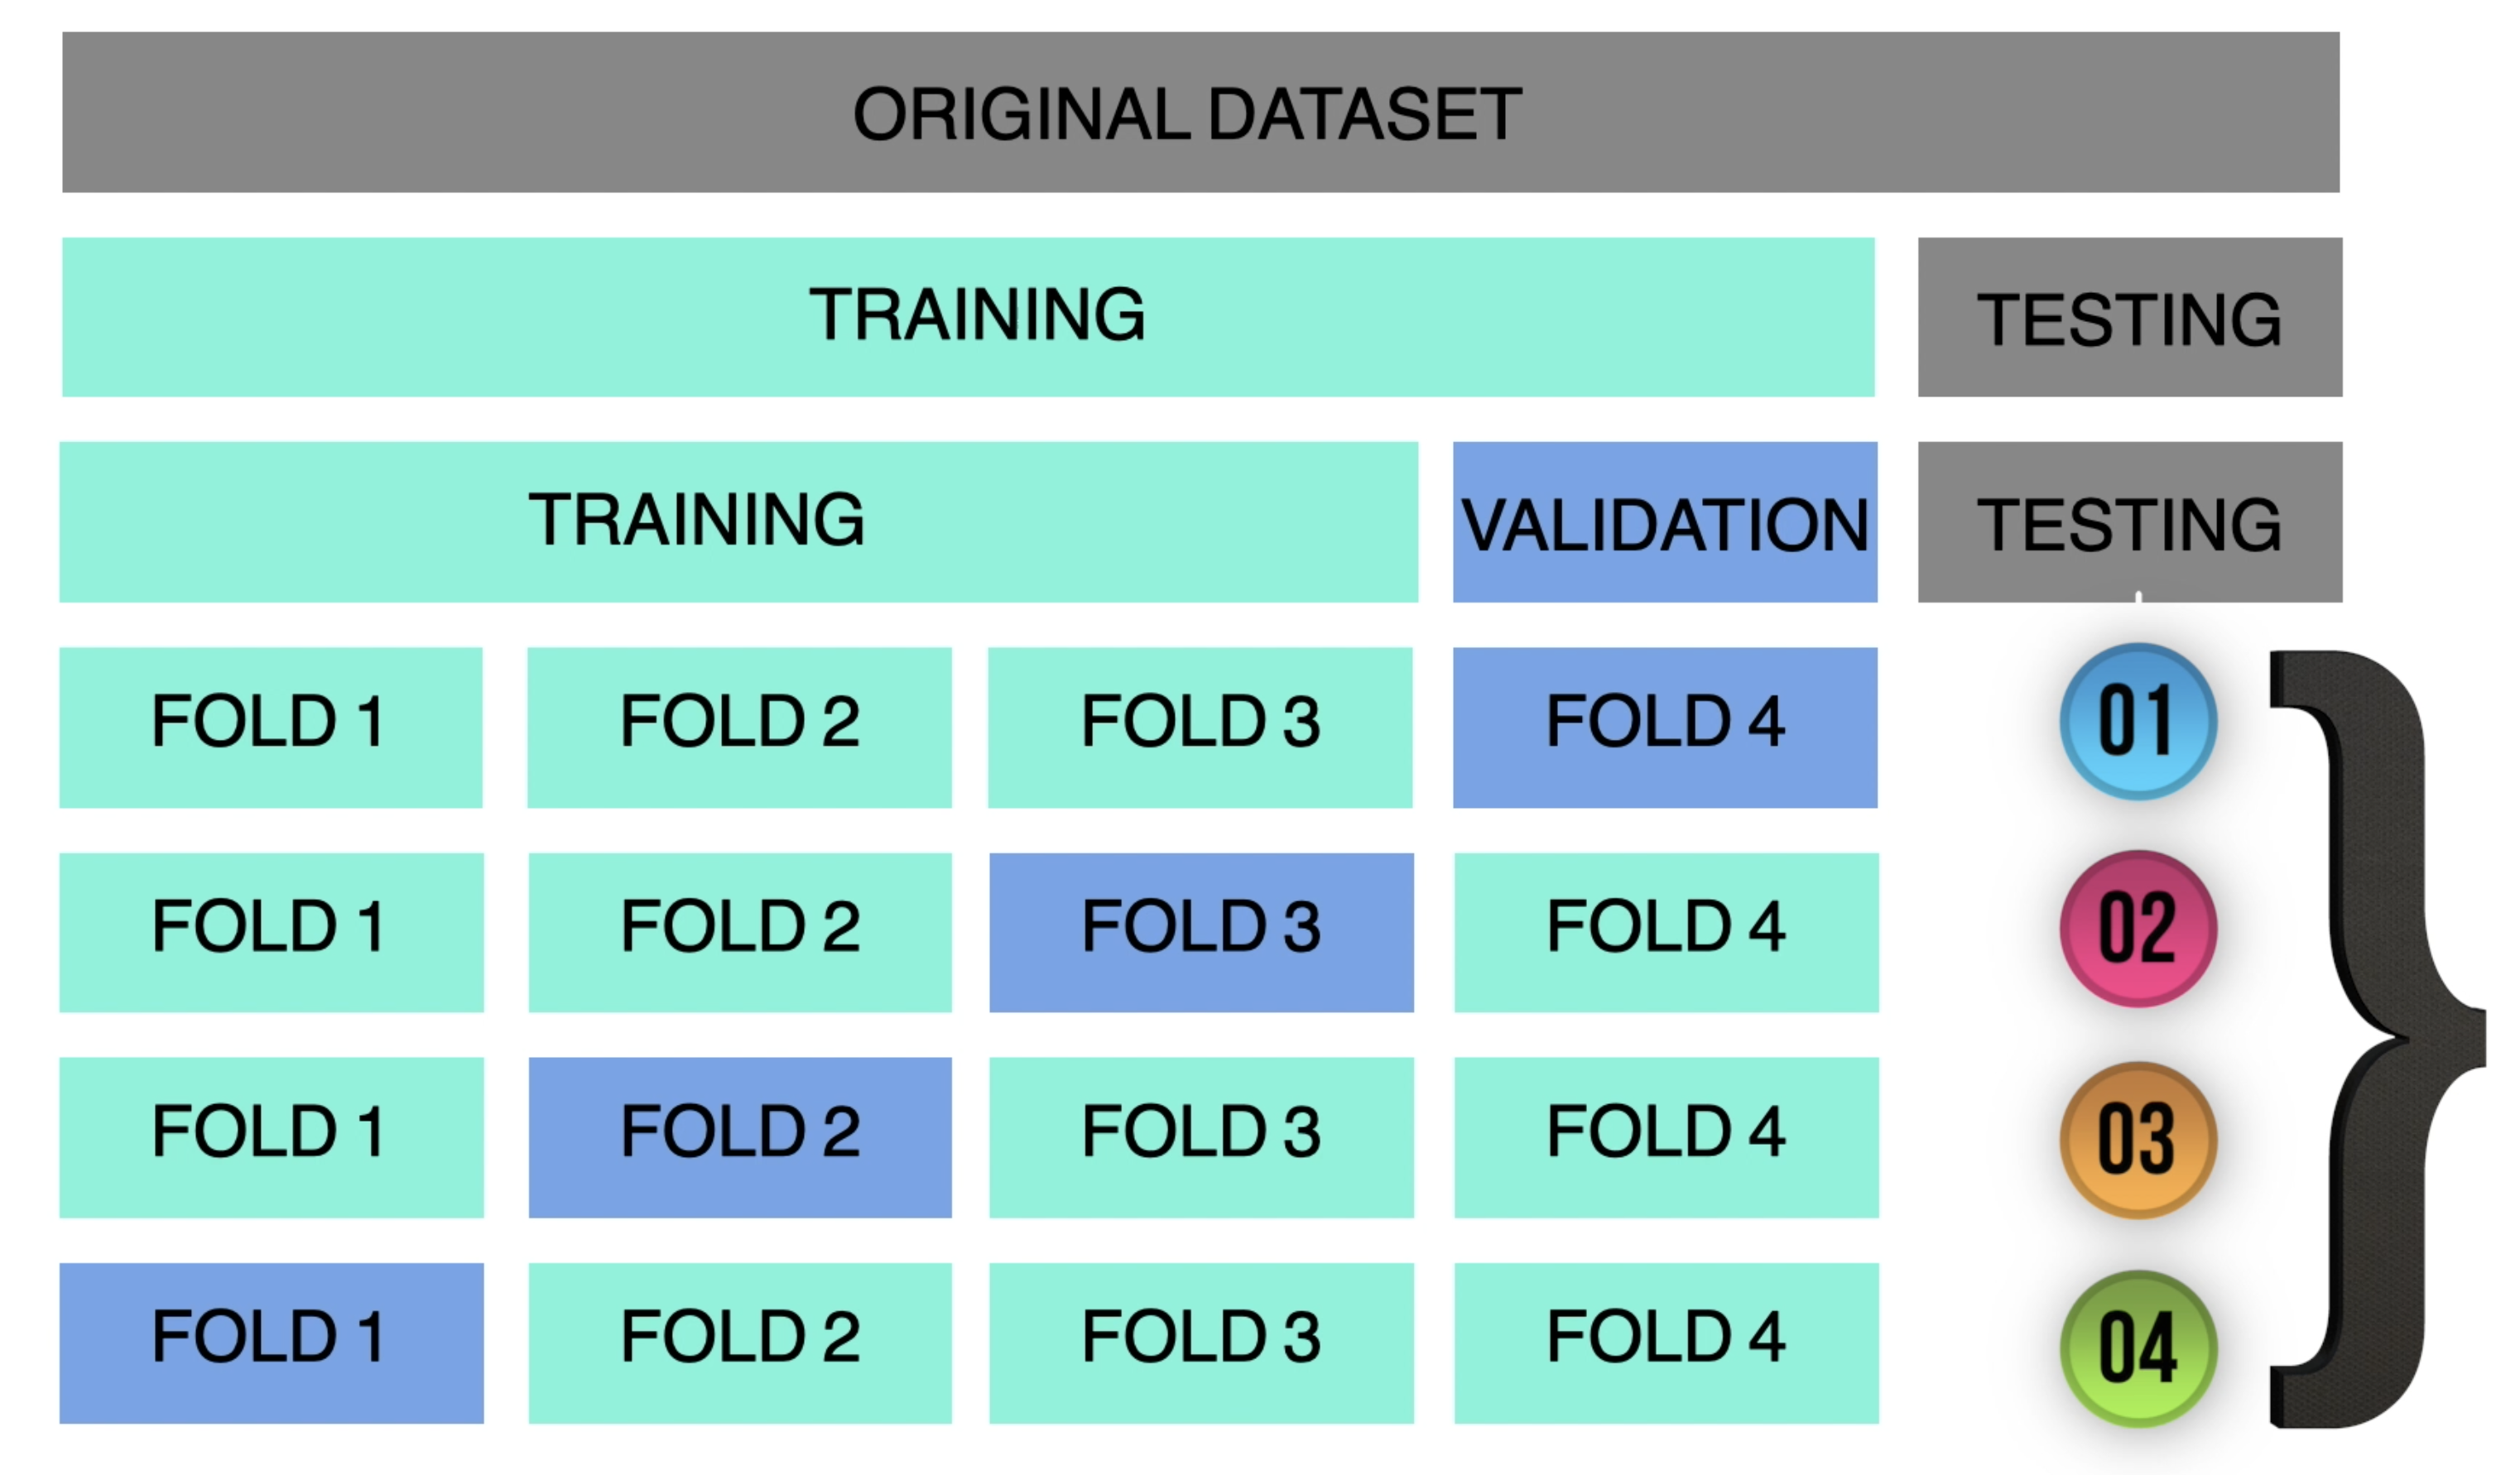 ORIGINAL DATASET
TRAINING TESTING
TRAINING VALIDATION TESTING
FOLD 1 FOLD 2 FOLD 3 FOLD 4 01
FOLD 1 FOLD 2 FOLD 3 FOLD 4 02
FOLD 1 FOLD 2 FOLD 3 FOLD 4 03
FOLD 1 FOLD 2 FOLD 3 FOLD 4 04